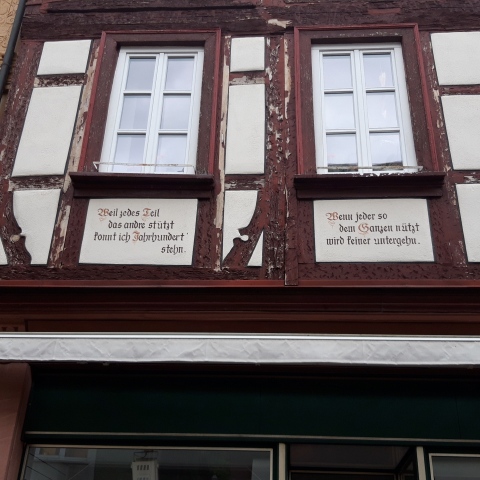 Weil jedes Teil
das andre stützt
konnt ich Jahrhundert'
stehn.
Wenn jeder so
dem Ganzen nützt
wird keiner untergehn.